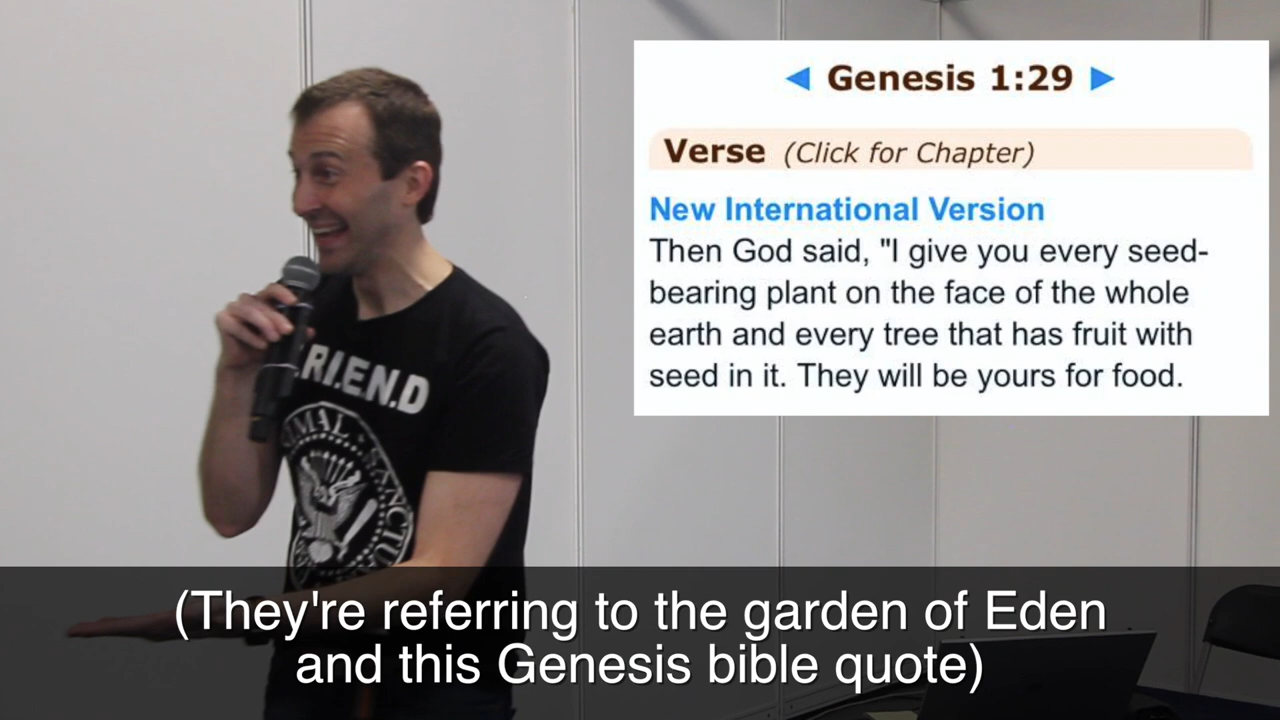 ◄ Genesis 1:29 ►
Verse (Click for Chapter)
New International Version
Then God said, "I give you every seed-
bearing plant on the face of the whole
earth and every tree that has fruit with
seed in it. They will be yours for food.
.R.I.E.N.D
(They're referring to the garden of Eden
and this Genesis bible quote)